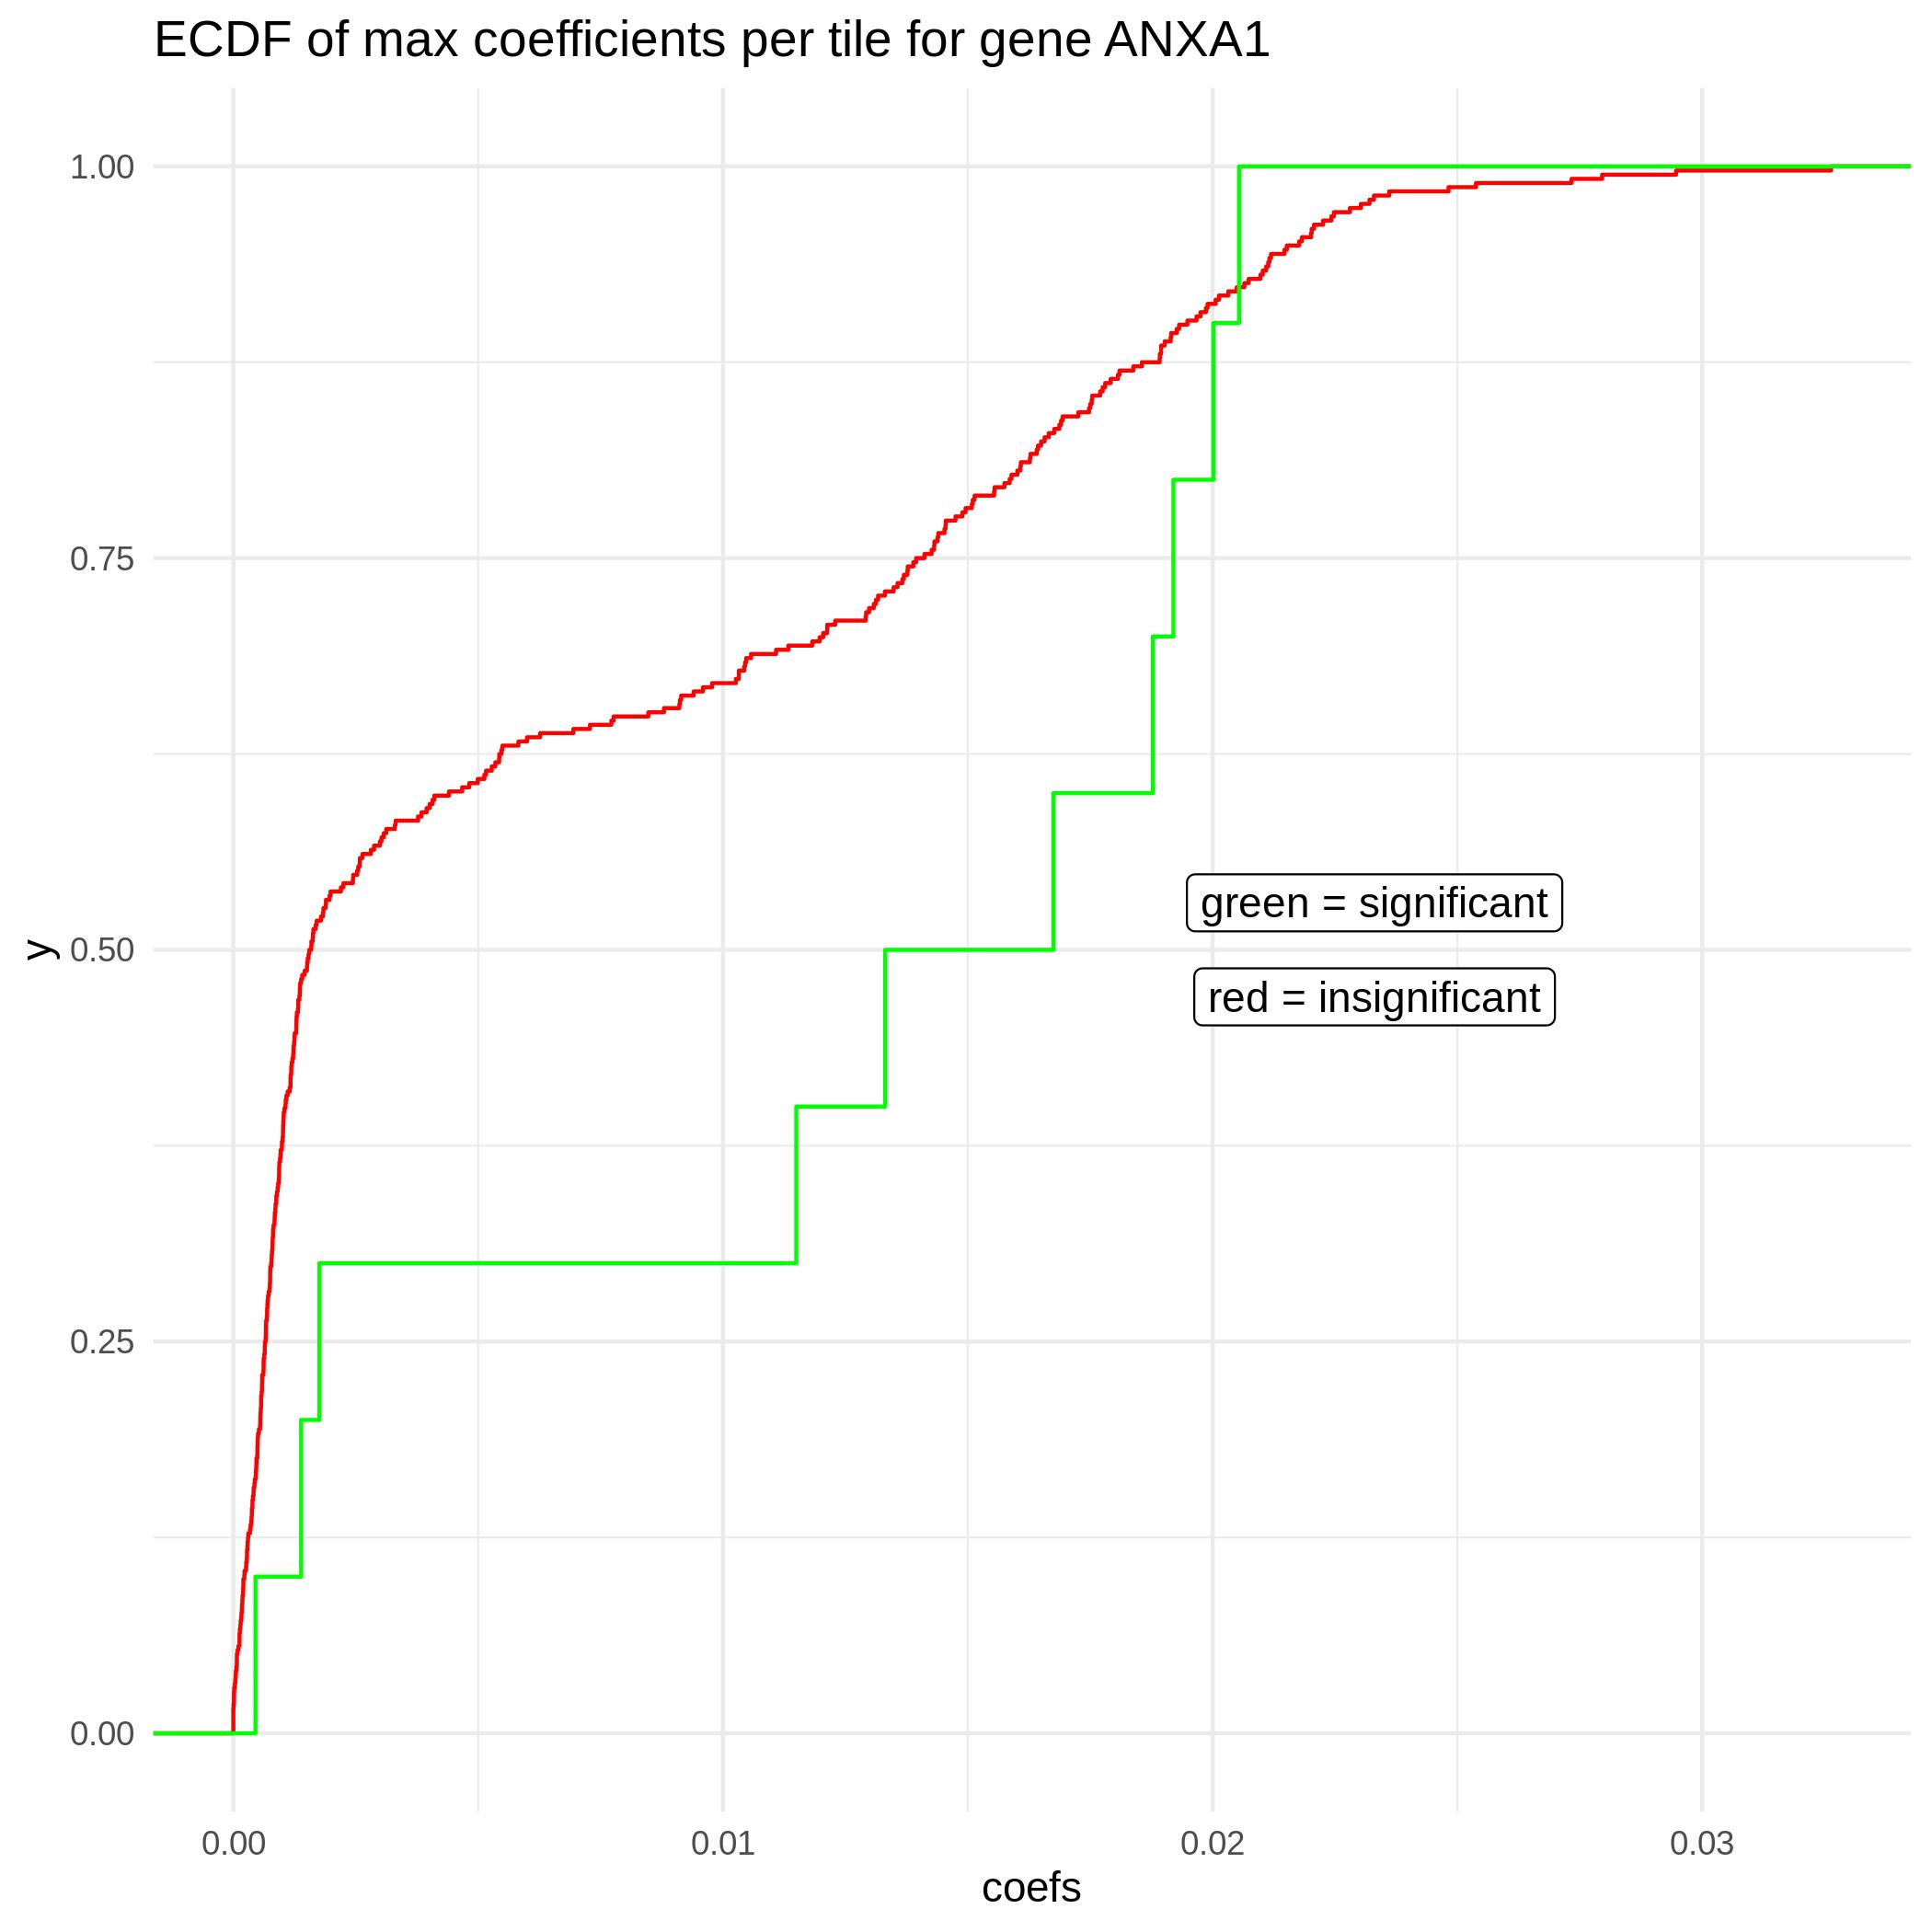 ECDF of max coefficients per tile for gene ANXA1
1.00
0.75
0.50
0.25
0.00
y
green = significant
red = insignificant
0.00 0.01 0.02 0.03
coefs